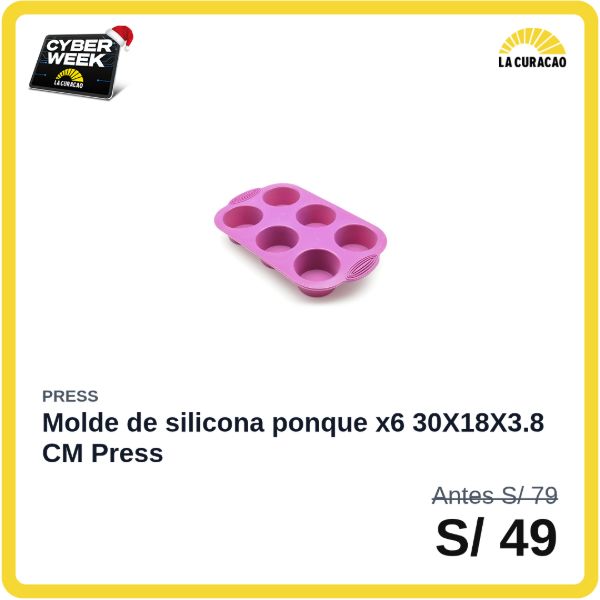 CYBER
WEEK
LA CURACAO
LA CURACAO
PRESS
Molde de silicona ponque x6 30X18X3.8
CM Press
Antes S/ 79
S/ 49